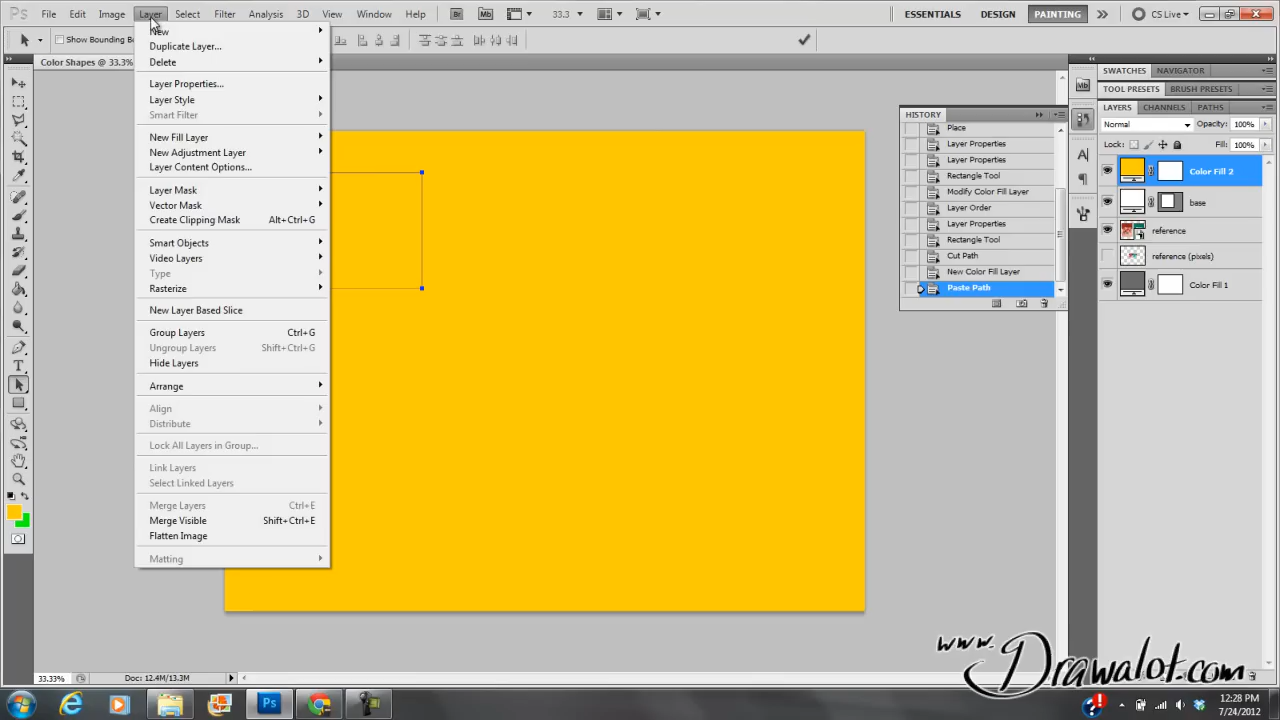 Ps File Edit Image Layer Select Filter Analysis 3D View Window Help Br Mb 33.3 ESSENTIALS DESIGN PAINTING CS Live
Show Bounding Bo
Color Shapes @ 33.3%
New
Duplicate Layer...
Delete
Layer Properties...
Layer Style
Smart Filter
New Fill Layer
New Adjustment Layer
Layer Content Options...
Layer Mask
Vector Mask
Create Clipping Mask Alt+Ctrl+G
Smart Objects
Video Layers
Type
Rasterize
New Layer Based Slice
Group Layers Ctrl+G
Ungroup Layers Shift+Ctrl+G
Hide Layers
Arrange
Align
Distribute
Lock All Layers in Group...
Link Layers
Select Linked Layers
Merge Layers Ctrl+E
Merge Visible Shift+Ctrl+E
Flatten Image
Matting
HISTORY
Place
Layer Properties
Layer Properties
Rectangle Tool
Modify Color Fill Layer
Layer Order
Layer Properties
Rectangle Tool
Cut Path
New Color Fill Layer
Paste Path
SWATCHES NAVIGATOR
TOOL PRESETS BRUSH PRESETS
LAYERS CHANNELS PATHS
Normal Opacity: 100%
Lock: Fill: 100%
Color Fill 2
base
reference
reference (pixels)
Color Fill 1
33.33% Doc: 12.4M/13.3M
www.
Drawalot.com
Ps
12:28 PM
7/24/2012